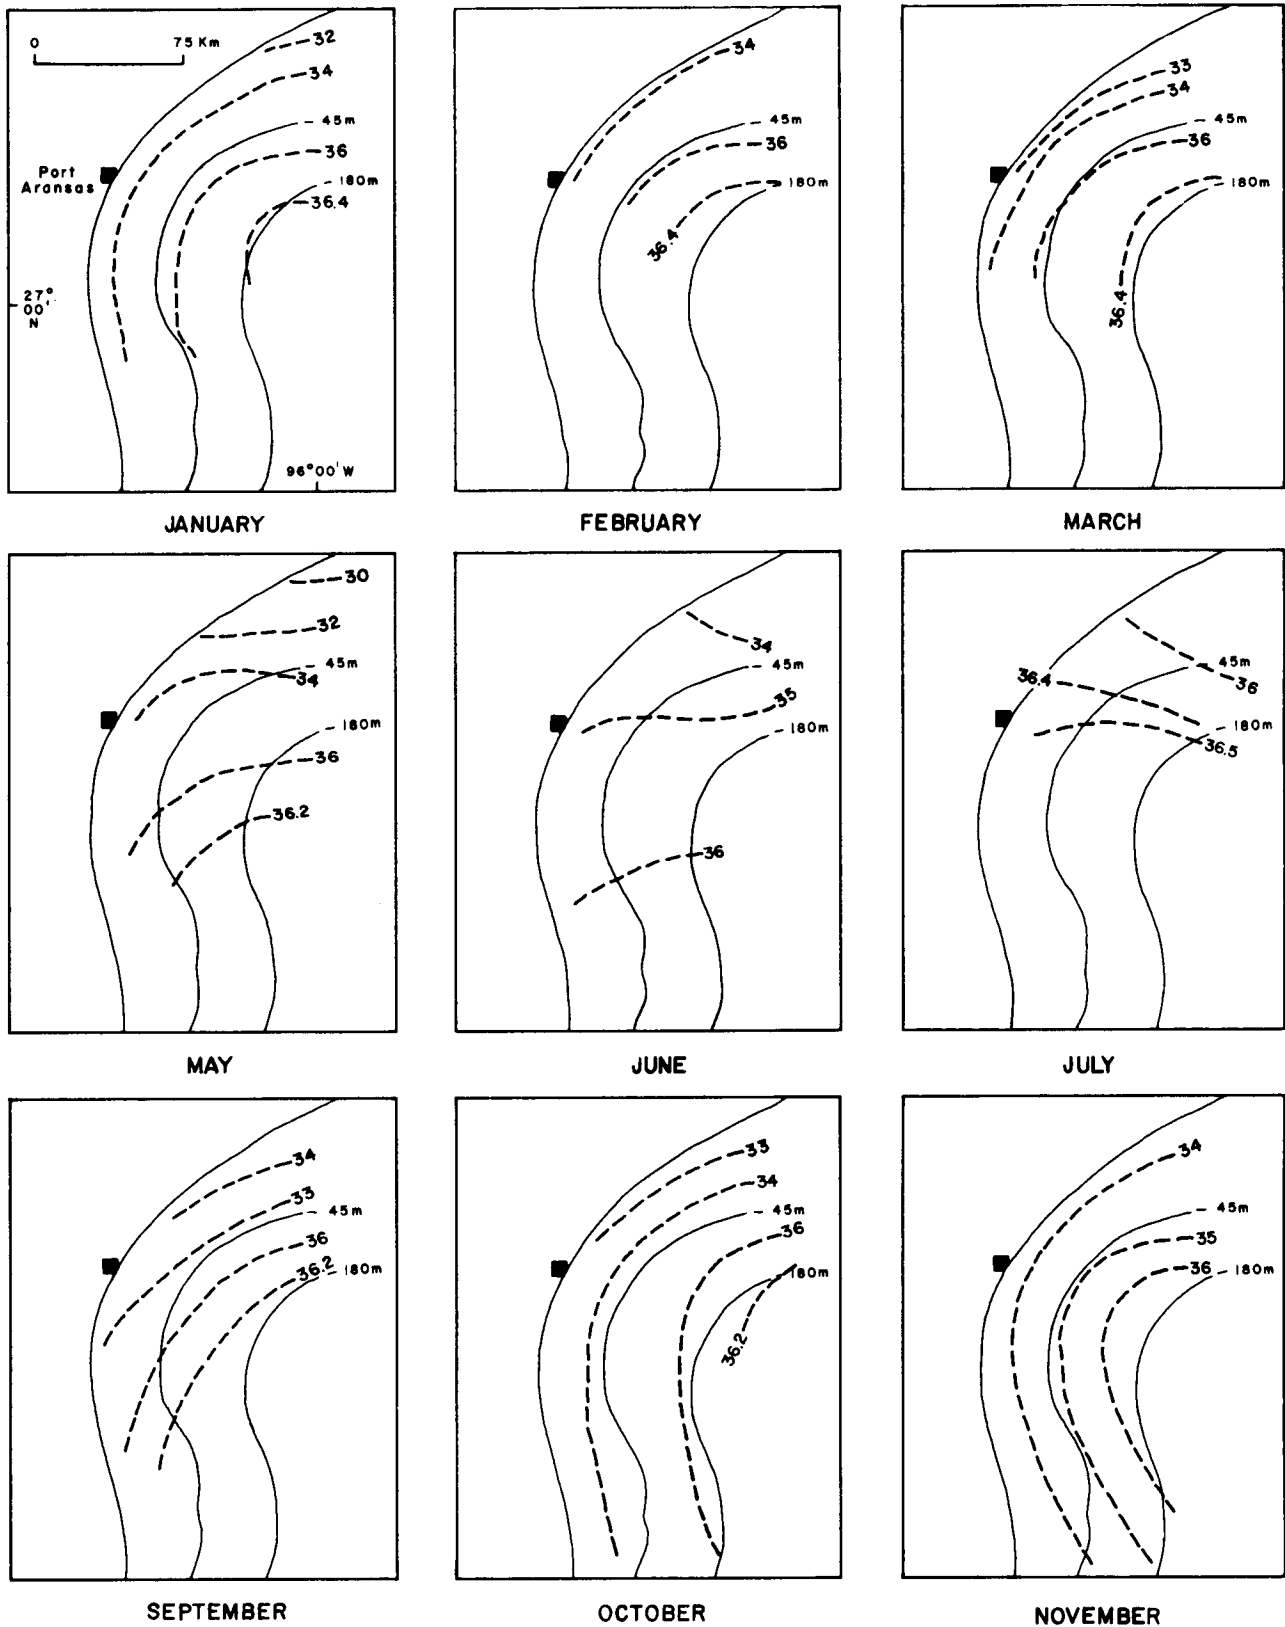 0 75 Km
32
34
45m
36
180m
36.4
Port
Aransas
27°
00'
N
96°00'W
JANUARY
34
45m
36
180m
36.4
FEBRUARY
33
34
45m
36
180m
36.4
MARCH
30
32
45m
34
180m
36
36.2
MAY
34
45m
35
180m
36
JUNE
45m
36
36.4
180m
36.5
JULY
34
33
45m
36
36.2
180m
SEPTEMBER
33
34
45m
36
180m
36.2
OCTOBER
34
45m
35
36
180m
NOVEMBER